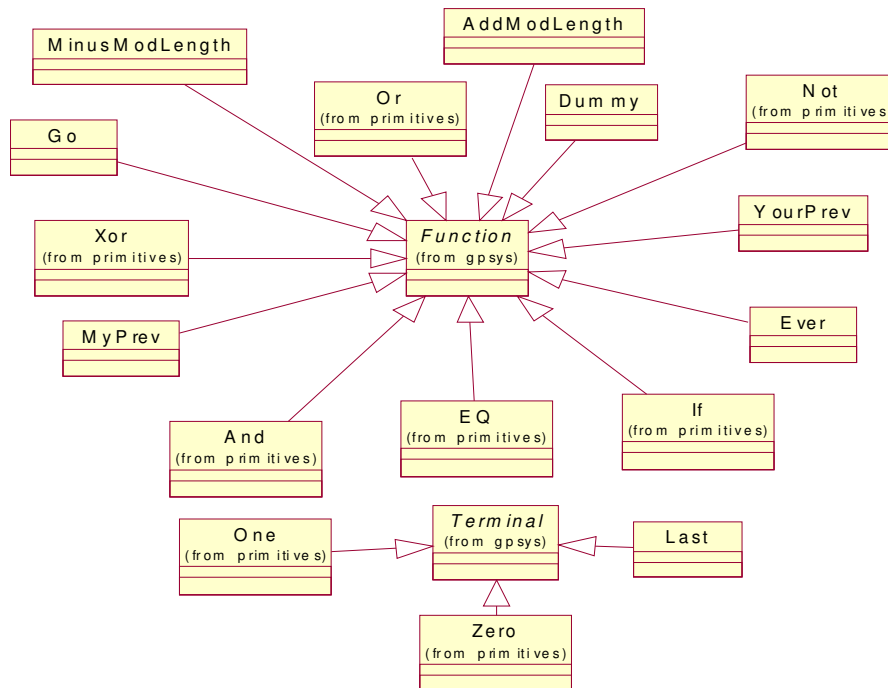 AddModLength
MinusModLength
Or
(from primitives)
Dummy
Not
(from primitives)
Go
Xor
(from primitives)
Function
(from gpsys)
YourPrev
MyPrev
Ever
And
(from primitives)
EQ
(from primitives)
If
(from primitives)
One
(from primitives)
Terminal
(from gpsys)
Last
Zero
(from primitives)